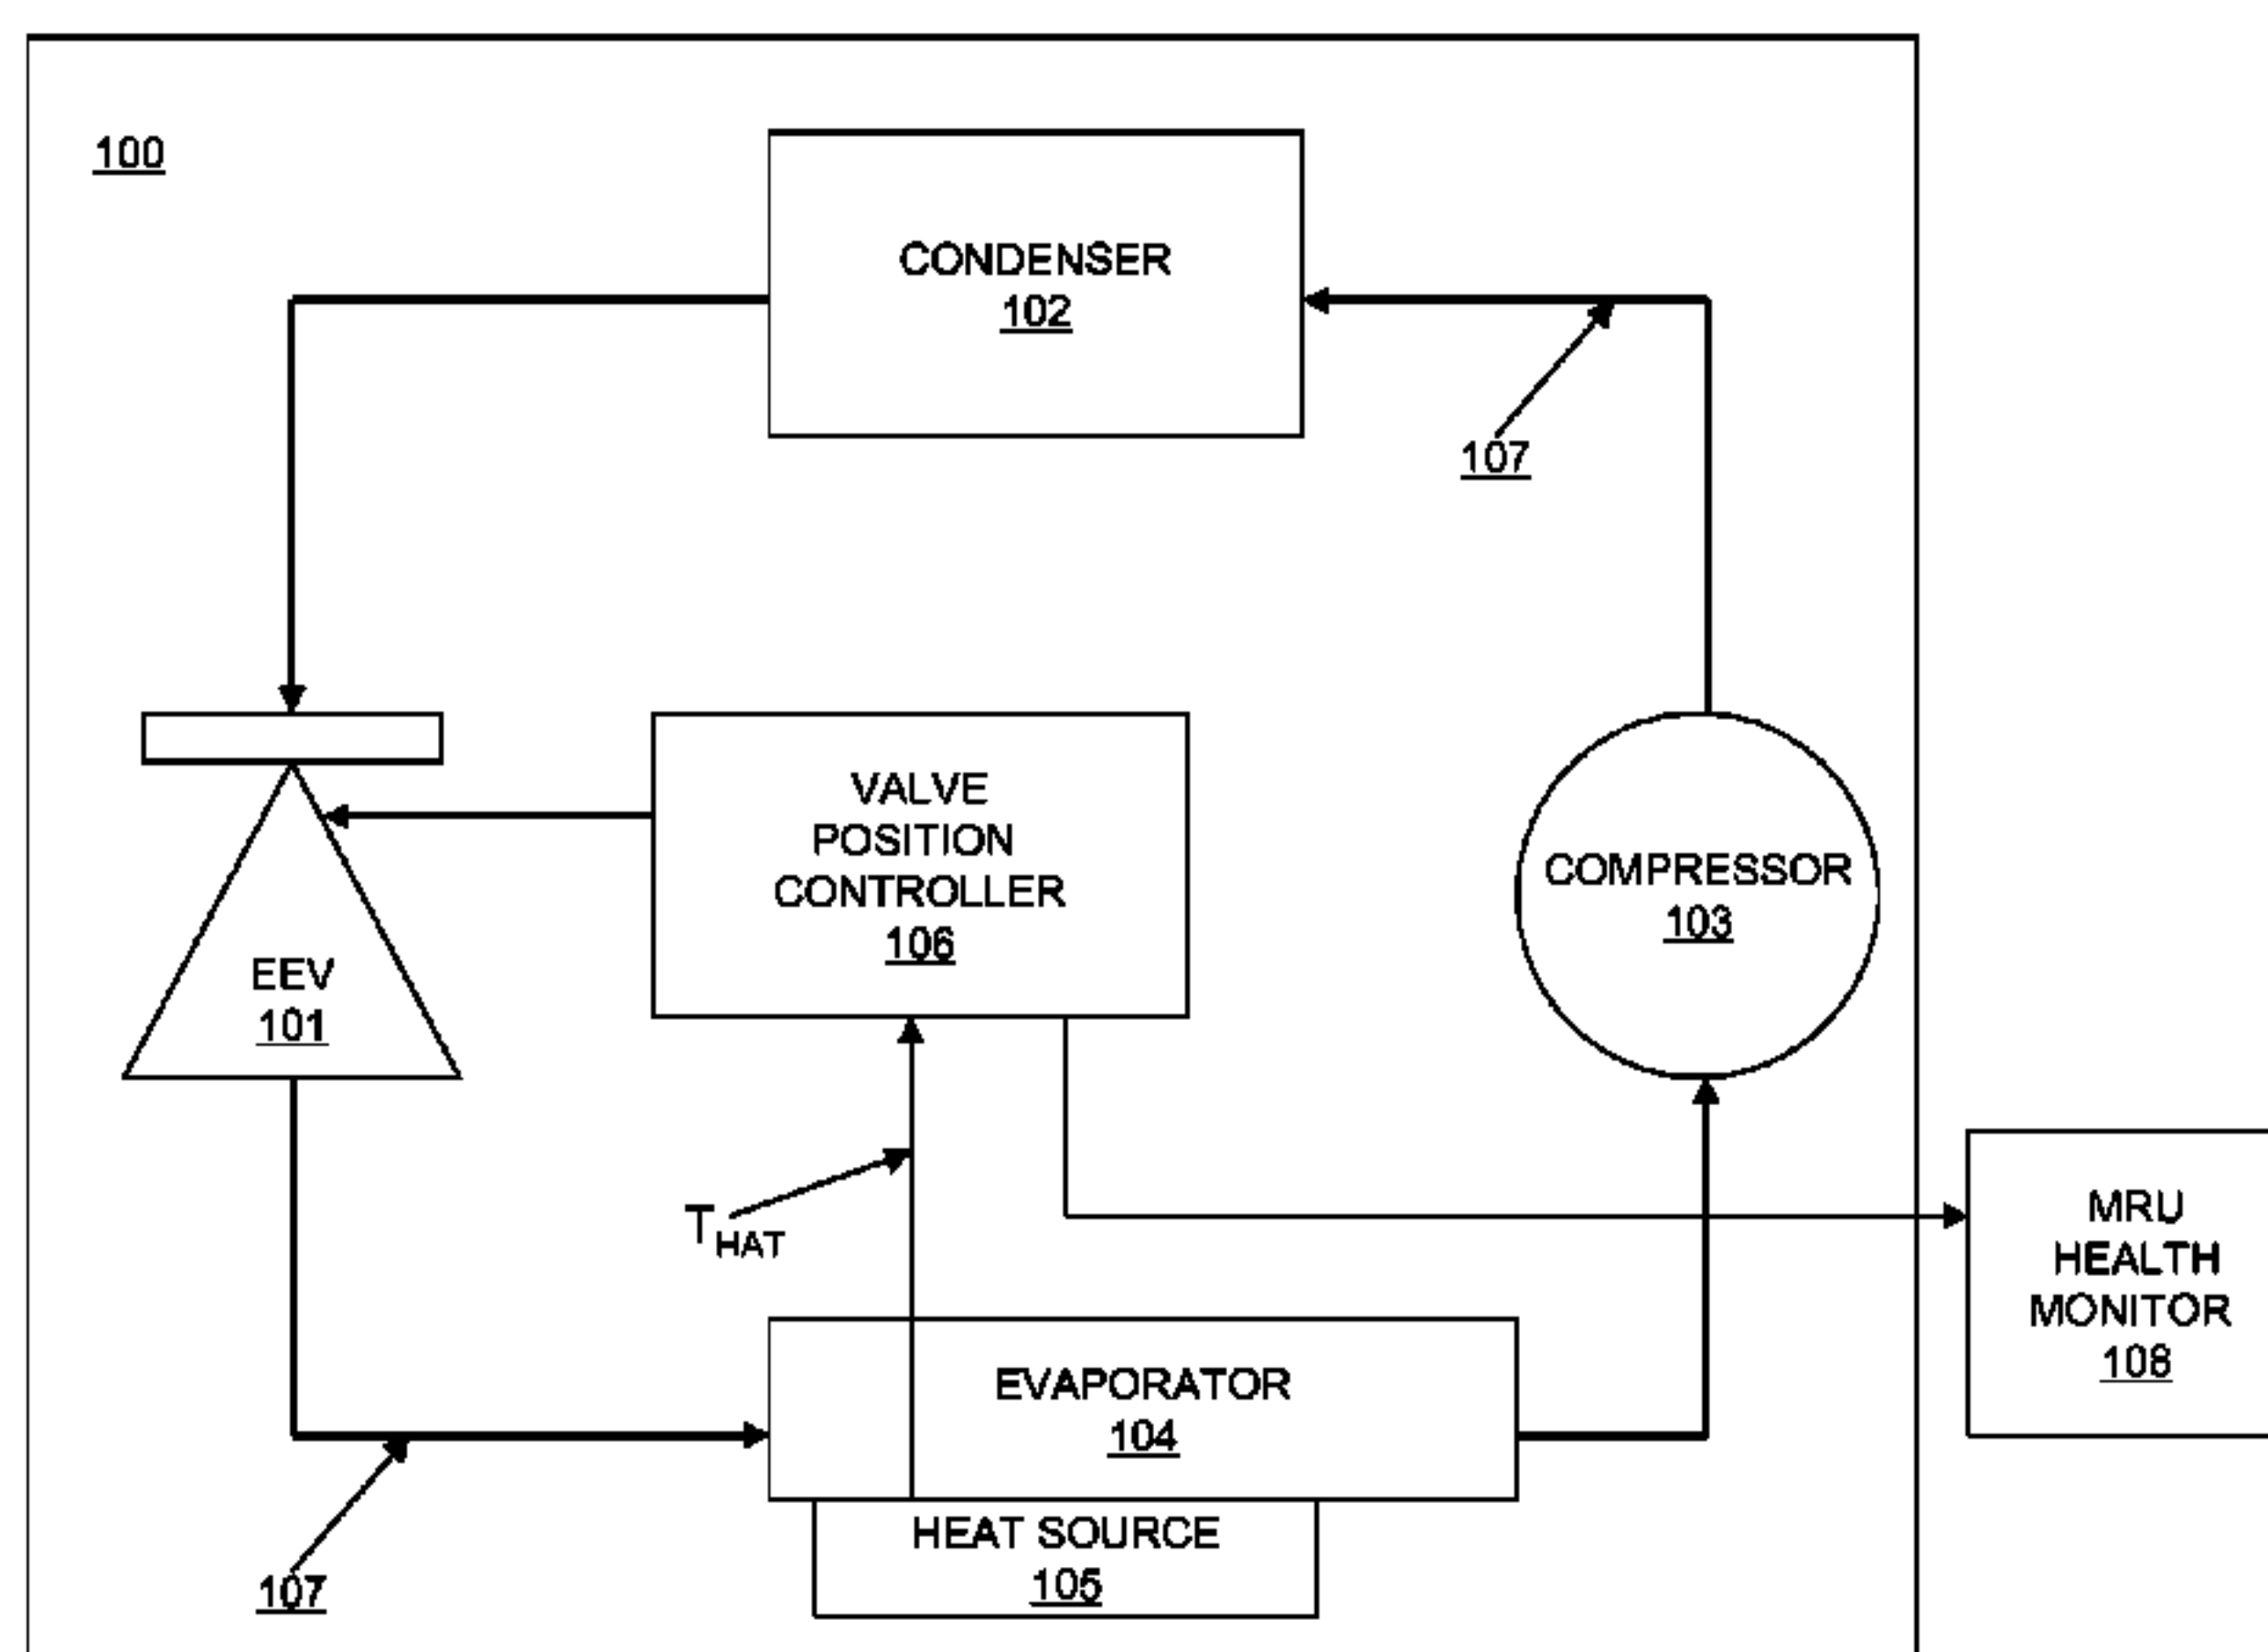 100
CONDENSER
102
107
VALVE
POSITION
CONTROLLER
106
COMPRESSOR
103
EEV
101
T HAT
MRU
HEALTH
MONITOR
108
EVAPORATOR
104
HEAT SOURCE
105
107